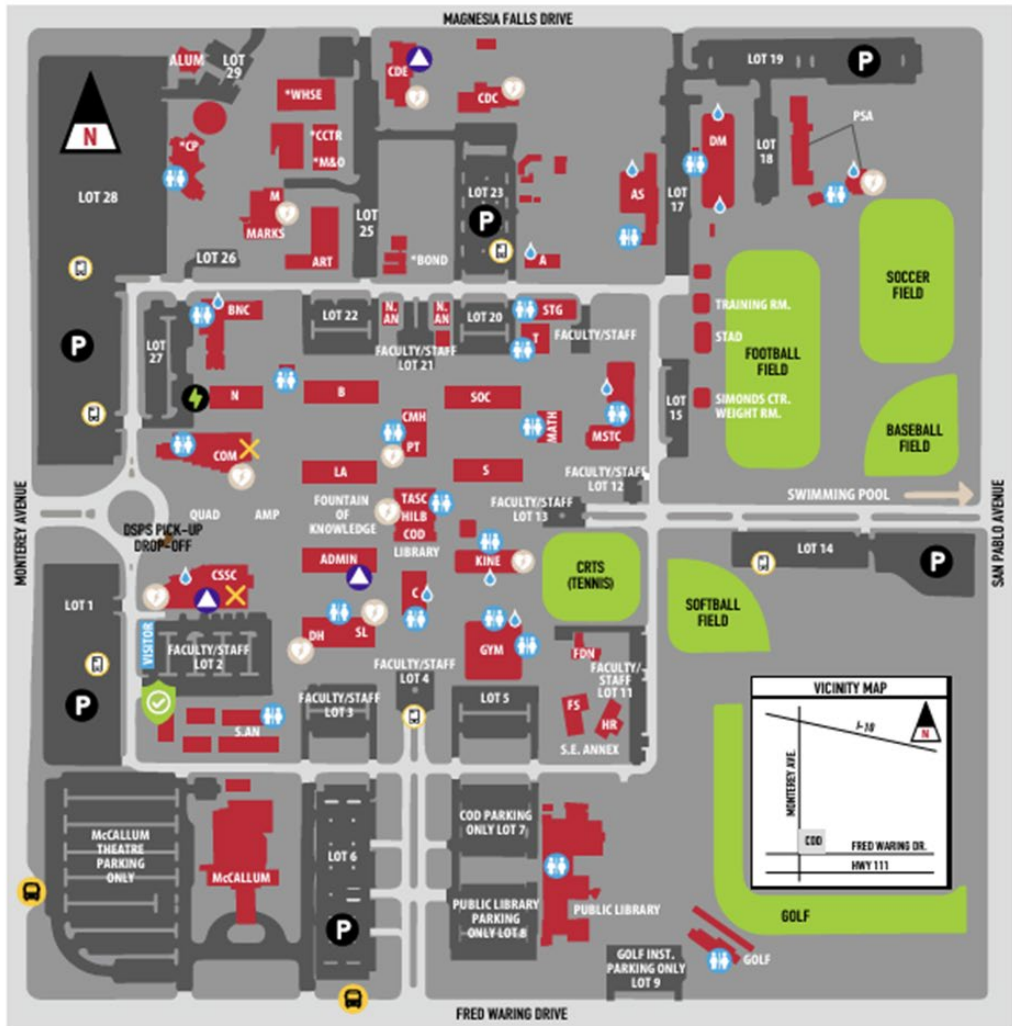 MAGNESIA FALLS DRIVE
ALUM
LOT
29
CDE
LOT 19
P
*WHSE
CDC
PSA
N
*CCTR
*CP
*M&O
DM
LOT
18
LOT 28
LOT 23
P
LOT
17
AS
M
MARKS
LOT
25
LOT 26
ART
*BOND
A
SOCCER
FIELD
BNC
N.
AN
N.
AN
STG
TRAINING RM.
LOT 22
LOT 20
LOT
27
P
T
FACULTY/STAFF
FACULTY/STAFF
LOT 21
STAD
FOOTBALL
FIELD
N
B
SOC
LOT
15
SIMONDS CTR.
WEIGHT RM.
CMH
MATH
BASEBALL
FIELD
PT
MSTC
COM
LA
S
FACULTY/STAFF
LOT 12
SWIMMING POOL
TASC
HILB
COD
LIBRARY
FACULTY/STAFF
LOT 13
QUAD
AMP
FOUNTAIN
OF
KNOWLEDGE
MONTEREY AVENUE
SAN PABLO AVENUE
DSPS PICK-UP
DROP-OFF
ADMIN
KINE
LOT 14
P
CRTS
(TENNIS)
CSSC
LOT 1
C
SOFTBALL
FIELD
VISITOR
DH
SL
FACULTY/STAFF
LOT 2
GYM
FDN
FACULTY/STAFF
LOT 4
FACULTY/
STAFF
LOT 11
VICINITY MAP
P
FACULTY/STAFF
LOT 3
LOT 5
FS
HR
N
I-10
S.AN
S.E. ANNEX
MONTEREY AVE.
McCALLUM
THEATRE
PARKING
ONLY
COD PARKING
ONLY LOT 7
COD
FRED WARING DR.
HWY 111
LOT 6
McCALLUM
PUBLIC LIBRARY
PARKING
ONLY LOT 8
PUBLIC LIBRARY
GOLF
P
GOLF INST.
PARKING ONLY
LOT 9
GOLF
FRED WARING DRIVE